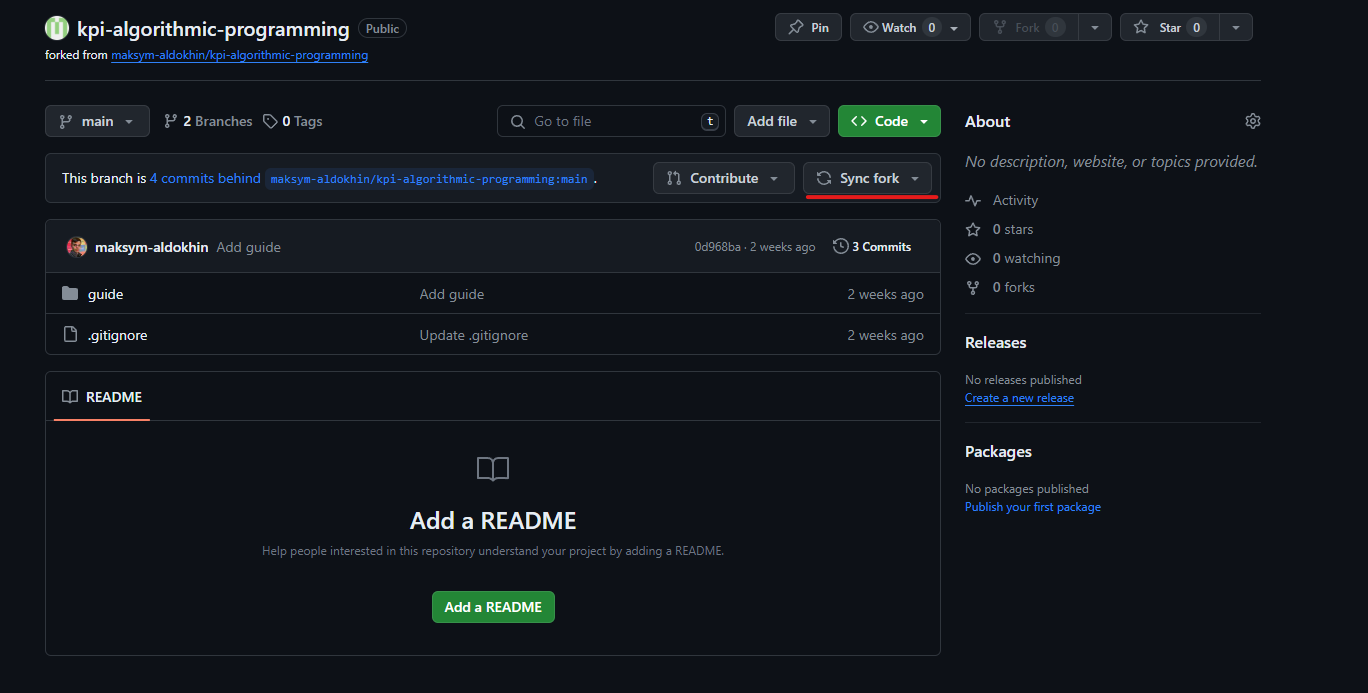 kpi-algorithmic-programming Public
Pin
Watch 0
Fork 0
Star 0
forked from maksym-aldokhin/kpi-algorithmic-programming
main
2 Branches
0 Tags
Go to file t
Add file
Code
This branch is 4 commits behind maksym-aldokhin/kpi-algorithmic-programming:main .
Contribute
Sync fork
maksym-aldokhin Add guide
0d968ba · 2 weeks ago
3 Commits
guide Add guide 2 weeks ago
.gitignore Update .gitignore 2 weeks ago
README
Add a README
Help people interested in this repository understand your project by adding a README.
Add a README
About
No description, website, or topics provided.
Activity
0 stars
0 watching
0 forks
Releases
No releases published
Create a new release
Packages
No packages published
Publish your first package